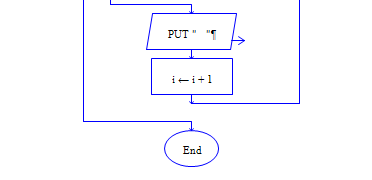 PUT "   "¶
i ← i + 1
End